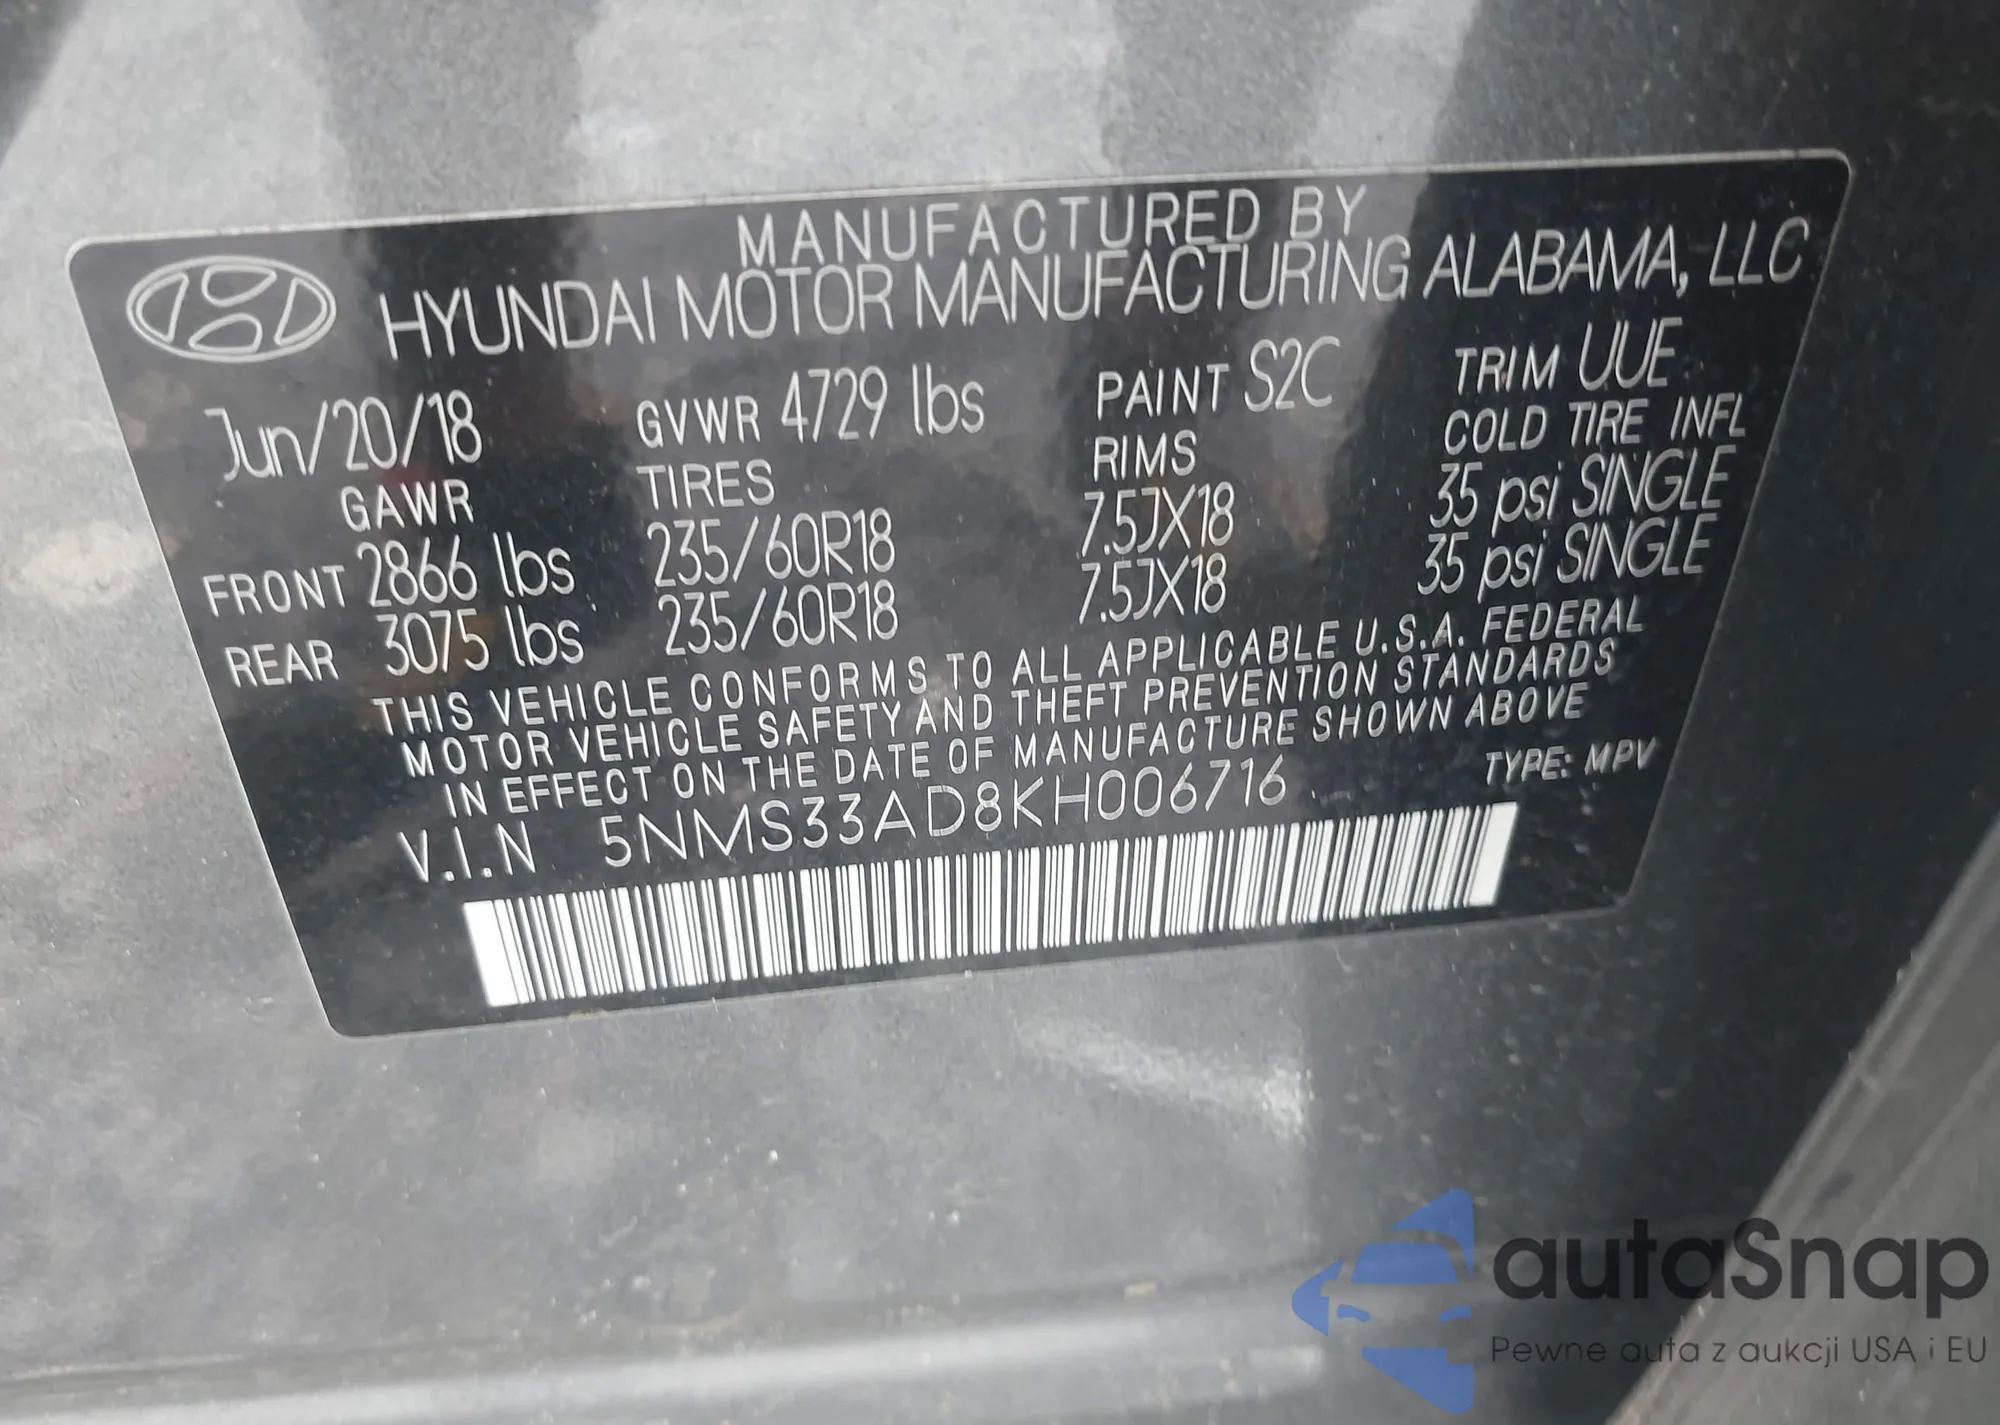 MANUFACTURED BY
HYUNDAI MOTOR MANUFACTURING ALABAMA, LLC
Jun/20/18 GVWR 4729 lbs PAINT S2C TRIM UUE
GAWR TIRES RIMS COLD TIRE INFL
FRONT 2866 lbs 235/60R18 7.5JX18 35 psi SINGLE
REAR 3075 lbs 235/60R18 7.5JX18 35 psi SINGLE
THIS VEHICLE CONFORMS TO ALL APPLICABLE U.S.A. FEDERAL
MOTOR VEHICLE SAFETY AND THEFT PREVENTION STANDARDS
IN EFFECT ON THE DATE OF MANUFACTURE SHOWN ABOVE
V.I.N 5NMS33AD8KH006716 TYPE: MPV
autaSnap
Pewne auta z aukcji USA i EU